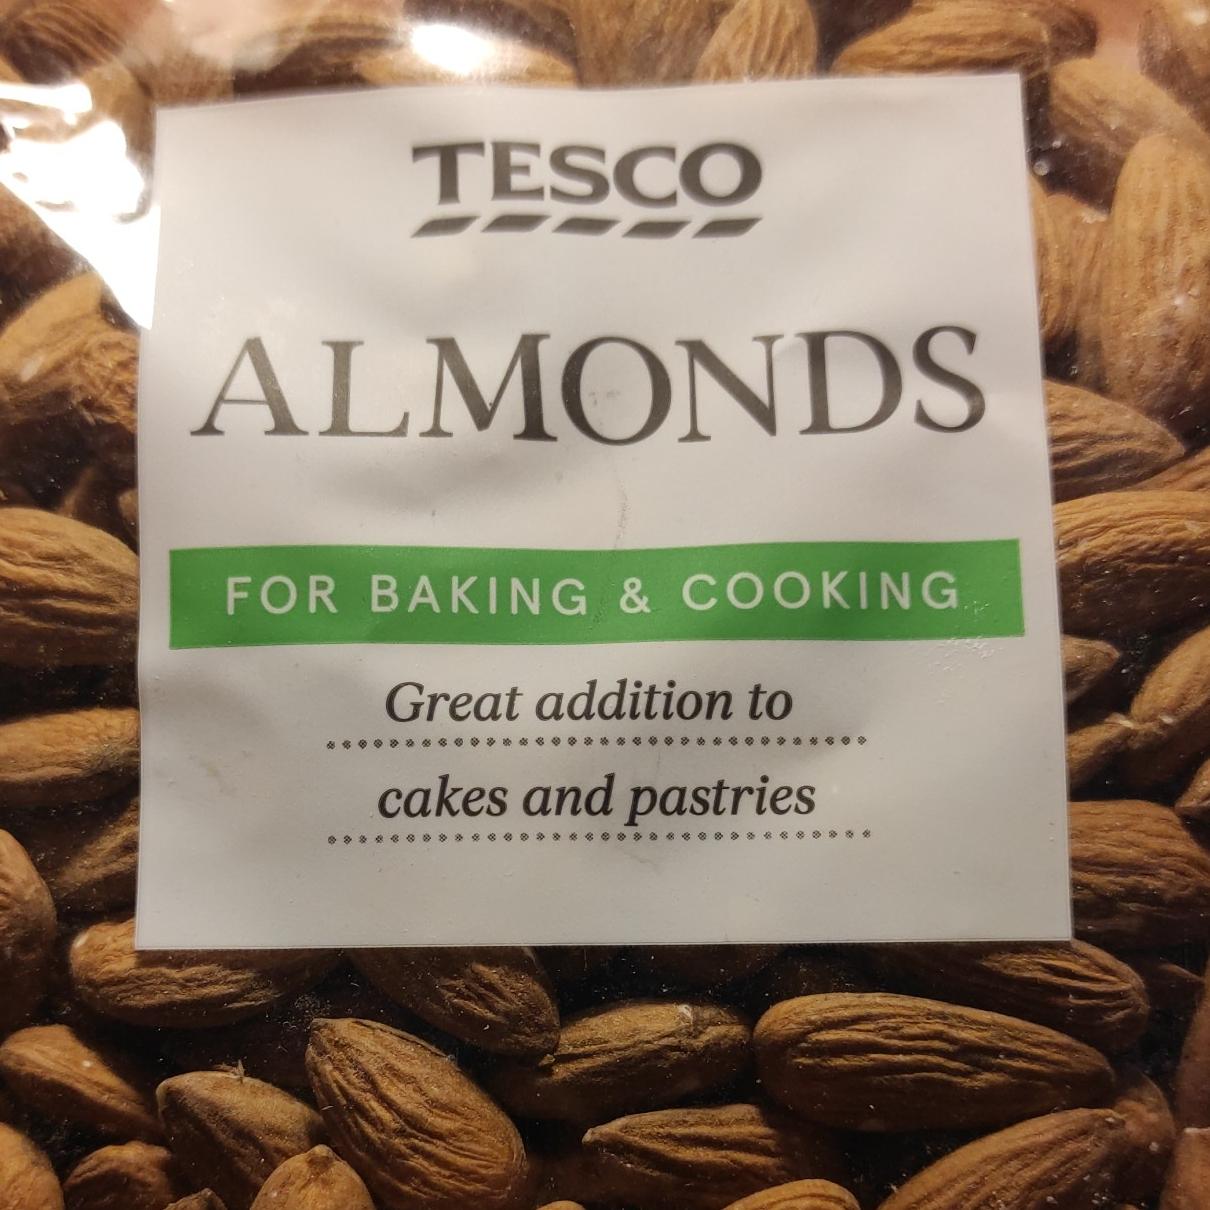 TESCO
ALMONDS
FOR BAKING & COOKING
Great addition to
cakes and pastries